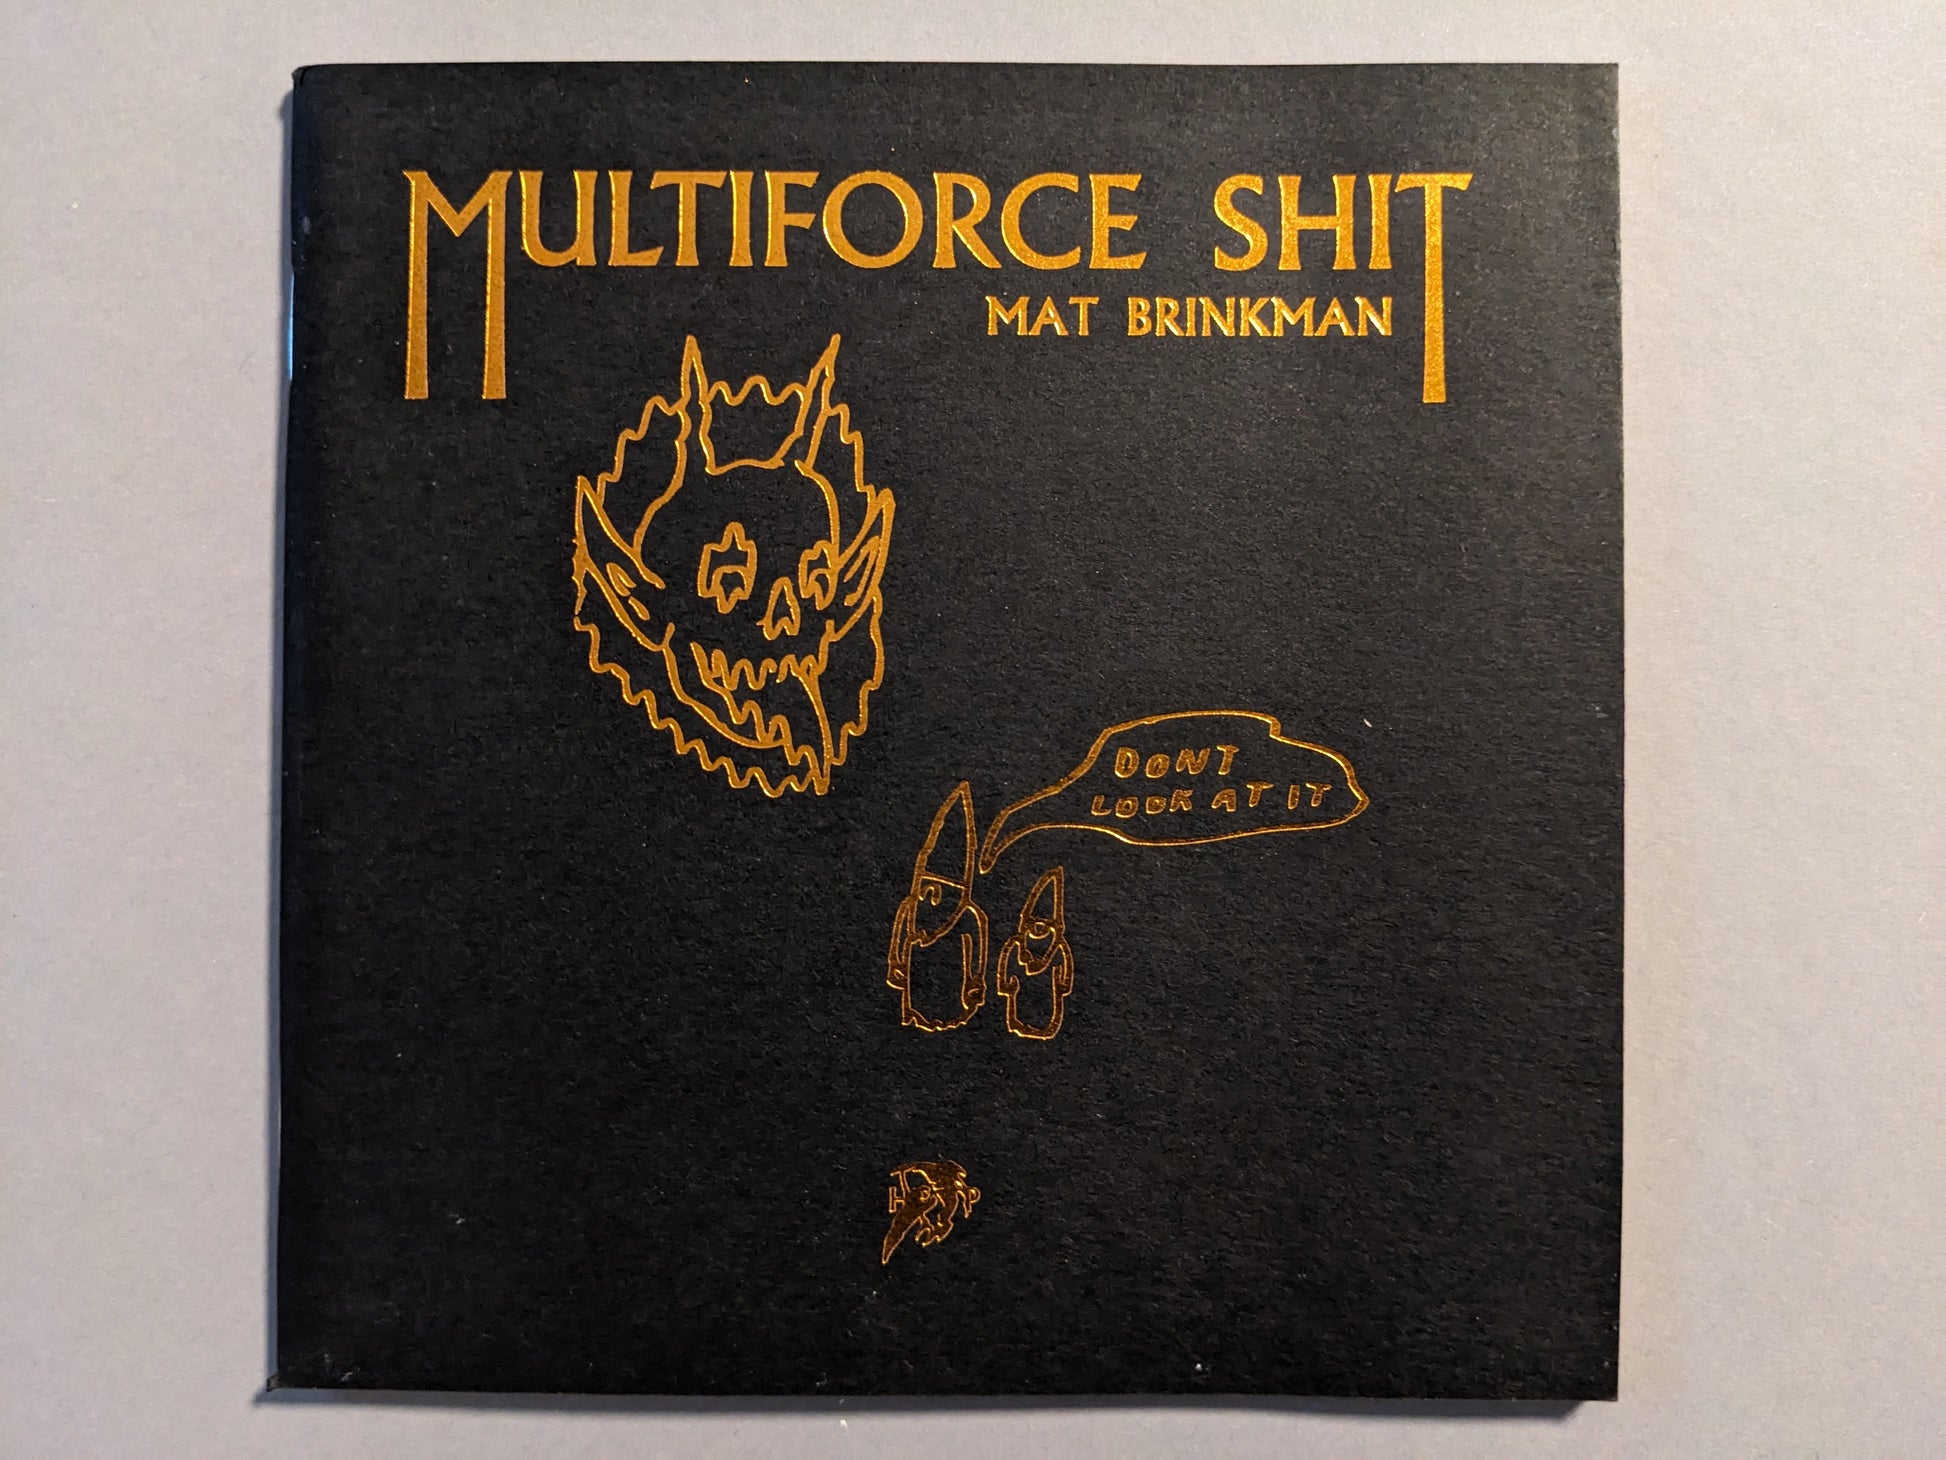 MULTIFORCE SHIT
MAT BRINKMAN
DONT
LOOK AT IT
H O P